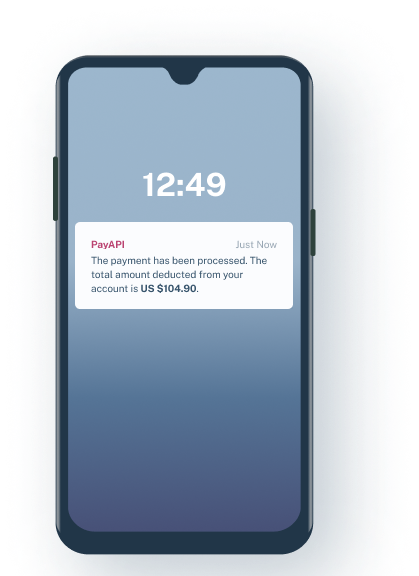 12:49
PayAPI Just Now
The payment has been processed. The
total amount deducted from your
account is US $104.90.